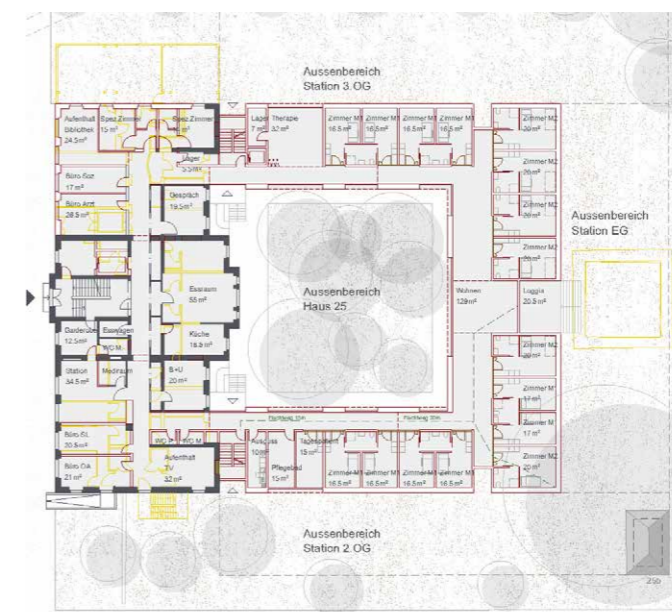 Aussenbereich
Station 3.OG
Aufenthalt
Bibliothek
24.5m²
Spez.Zimmer
15 m²
Spez.Zimmer
Lager
7 m²
Therapie
32 m²
Zimmer M1
16.5 m²
Zimmer M1
16.5 m²
Zimmer M1
16.5 m²
Zimmer M1
16.5 m²
Zimmer M2
20 m²
Lager
5.5 m²
Büro Soz
17 m²
Zimmer M2
20 m²
Gespräch
19.5m²
Büro Arzt
Zimmer M2
20 m²
Aussenbereich
Station EG
Zimmer M2
20 m²
Essraum
55 m²
Aussenbereich
Haus 25
Wohnen
129 m²
Loggia
20.5 m²
Garderobe
12.5m²
Esswagen
WC M.
Küche
Zimmer M2
20 m²
Station
34.5 m²
Mediraum
B+U
20 m²
Zimmer M
17 m²
Zimmer M
17 m²
Büro SL
20.5 m²
WC P.
WC M.
Ausguss
10 m²
15 m²
Büro OA
21 m²
Aufenthalt
TV
32 m²
Pflegebad
15 m²
Zimmer M1
16.5 m²
Zimmer M1
16.5 m²
Zimmer M1
16.5 m²
Zimmer M1
16.5 m²
Zimmer M2
20 m²
Aussenbereich
Station 2.OG